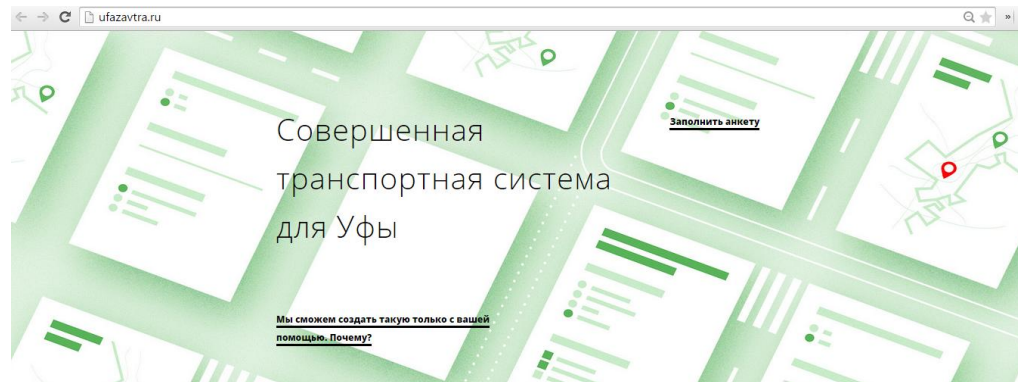 ufazavtra.ru
Заполнить анкету
Совершенная
транспортная система
для Уфы
Мы сможем создать такую только с вашей
помощью. Почему?